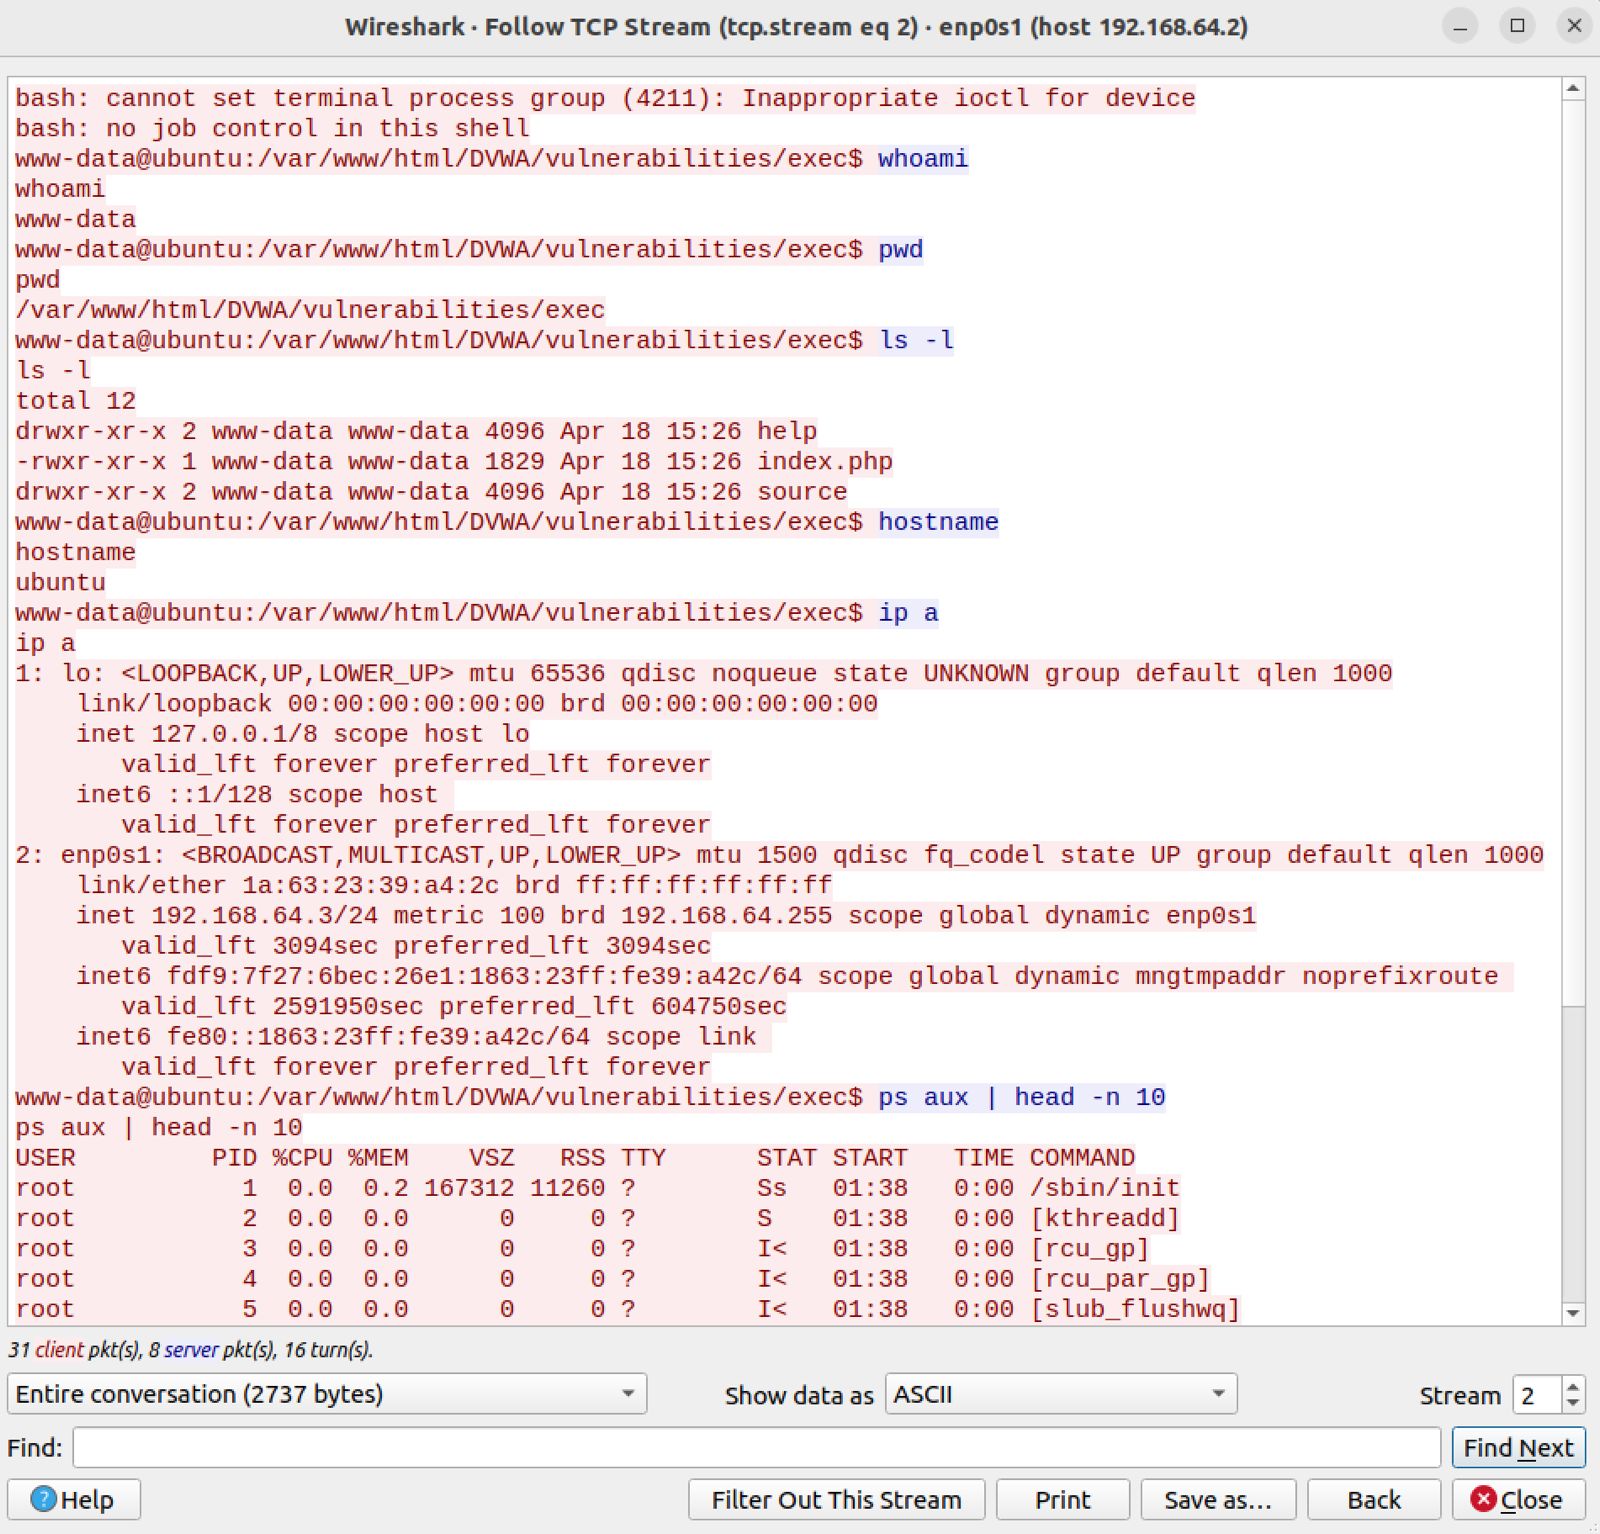 Wireshark · Follow TCP Stream (tcp.stream eq 2) · enp0s1 (host 192.168.64.2)
bash: cannot set terminal process group (4211): Inappropriate ioctl for device
bash: no job control in this shell
www-data@ubuntu:/var/www/html/DVWA/vulnerabilities/exec$ whoami
whoami
www-data
www-data@ubuntu:/var/www/html/DVWA/vulnerabilities/exec$ pwd
pwd
/var/www/html/DVWA/vulnerabilities/exec
www-data@ubuntu:/var/www/html/DVWA/vulnerabilities/exec$ ls -l
ls -l
total 12
drwxr-xr-x 2 www-data www-data 4096 Apr 18 15:26 help
-rwxr-xr-x 1 www-data www-data 1829 Apr 18 15:26 index.php
drwxr-xr-x 2 www-data www-data 4096 Apr 18 15:26 source
www-data@ubuntu:/var/www/html/DVWA/vulnerabilities/exec$ hostname
hostname
ubuntu
www-data@ubuntu:/var/www/html/DVWA/vulnerabilities/exec$ ip a
ip a
1: lo: <LOOPBACK,UP,LOWER_UP> mtu 65536 qdisc noqueue state UNKNOWN group default qlen 1000
    link/loopback 00:00:00:00:00:00 brd 00:00:00:00:00:00
    inet 127.0.0.1/8 scope host lo
       valid_lft forever preferred_lft forever
    inet6 ::1/128 scope host
       valid_lft forever preferred_lft forever
2: enp0s1: <BROADCAST,MULTICAST,UP,LOWER_UP> mtu 1500 qdisc fq_codel state UP group default qlen 1000
    link/ether 1a:63:23:39:a4:2c brd ff:ff:ff:ff:ff:ff
    inet 192.168.64.3/24 metric 100 brd 192.168.64.255 scope global dynamic enp0s1
       valid_lft 3094sec preferred_lft 3094sec
    inet6 fdf9:7f27:6bec:26e1:1863:23ff:fe39:a42c/64 scope global dynamic mngtmpaddr noprefixroute
       valid_lft 2591950sec preferred_lft 604750sec
    inet6 fe80::1863:23ff:fe39:a42c/64 scope link
       valid_lft forever preferred_lft forever
www-data@ubuntu:/var/www/html/DVWA/vulnerabilities/exec$ ps aux | head -n 10
ps aux | head -n 10
USER         PID %CPU %MEM    VSZ   RSS TTY      STAT START   TIME COMMAND
root           1  0.0  0.2 167312 11260 ?        Ss   01:38   0:00 /sbin/init
root           2  0.0  0.0      0     0 ?        S    01:38   0:00 [kthreadd]
root           3  0.0  0.0      0     0 ?        I<   01:38   0:00 [rcu_gp]
root           4  0.0  0.0      0     0 ?        I<   01:38   0:00 [rcu_par_gp]
root           5  0.0  0.0      0     0 ?        I<   01:38   0:00 [slub_flushwq]
31 client pkt(s), 8 server pkt(s), 16 turn(s).
Entire conversation (2737 bytes) Show data as ASCII Stream 2
Find: Find Next
Help Filter Out This Stream Print Save as… Back Close